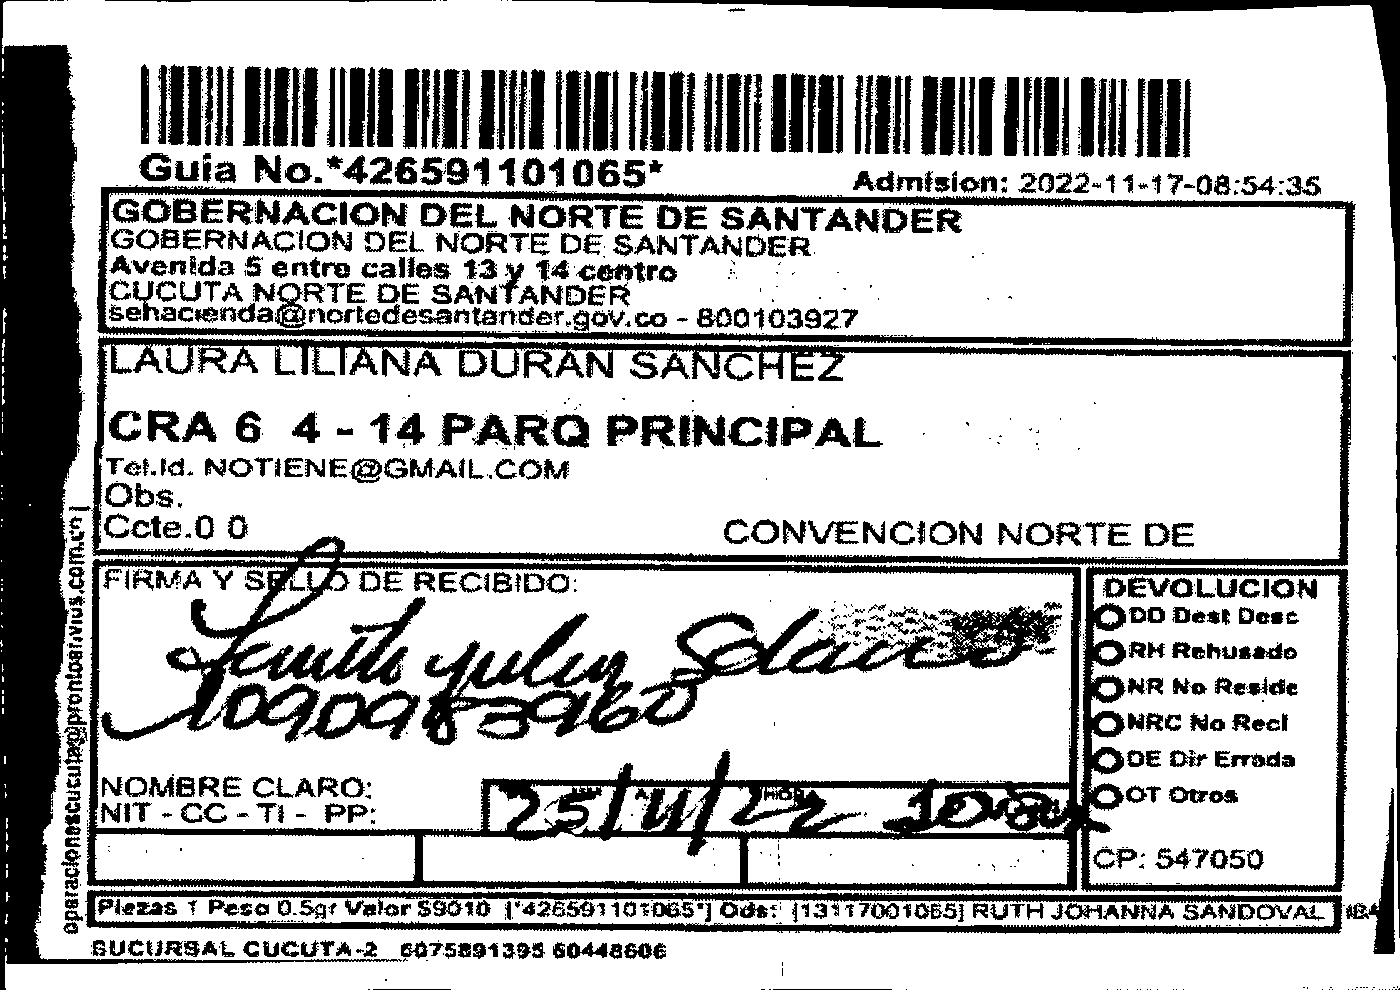 Guia No.*426591101065*
Admision: 2022-11-17-08:54:35
GOBERNACION DEL NORTE DE SANTANDER
GOBERNACION DEL NORTE DE SANTANDER
Avenida 5 entre calles 13 y 14 centro
CUCUTA NORTE DE SANTANDER
sehacienda@nortedesantander.gov.co - 800103927
LAURA LILIANA DURAN SANCHEZ
CRA 6 4 - 14 PARQ PRINCIPAL
Tel.Id. NOTIENE@GMAIL.COM
Obs.
Ccte.0 0
CONVENCION NORTE DE
FIRMA Y SELLO DE RECIBIDO:
1090983960
NOMBRE CLARO:
NIT - CC - TI - PP:
HORA
25/11/22
DEVOLUCION
DD Dest Desc
RH Rehusado
NR No Reside
NRC No Recl
DE Dir Errada
OT Otros
CP: 547050
Piezas 1 Peso 0.5gr Valor $9010 [*426591101065*] Ods: [13117001065] RUTH JOHANNA SANDOVAL
SUCURSAL CUCUTA-2 6075891395 60448606
operacionescucuta@prontoenvios.com.co |